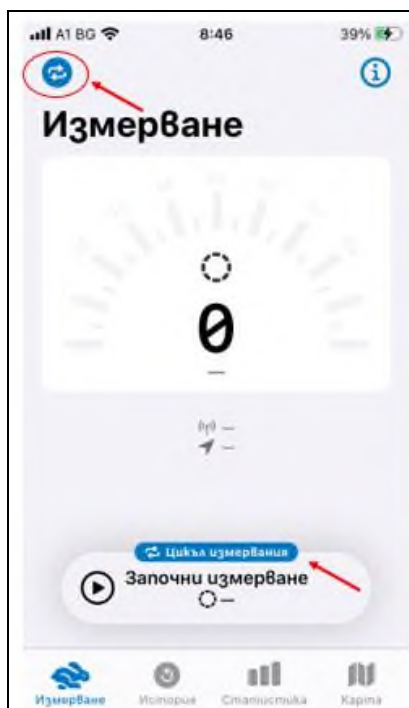 A1 BG 8:46 39%
Измерване
0
Цикъл измервания
Започни измерване
Измерване История Статистика Карта